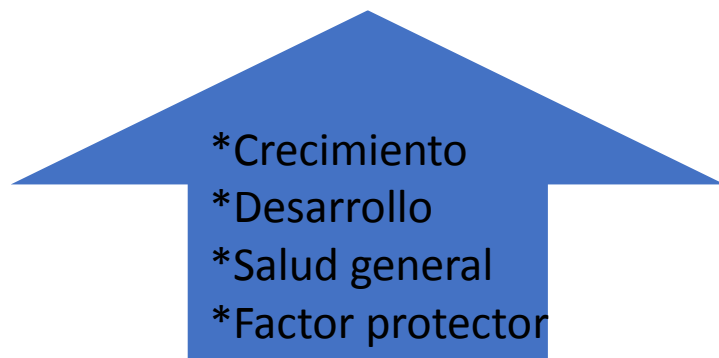 *Crecimiento
*Desarrollo
*Salud general
*Factor protector